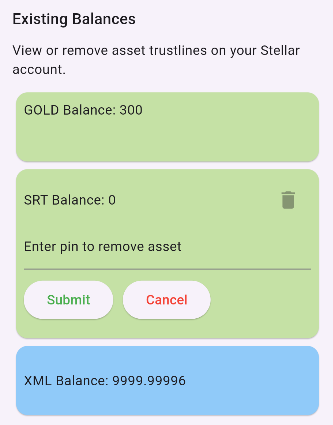 Existing Balances
View or remove asset trustlines on your Stellar
account.
GOLD Balance: 300
SRT Balance: 0
Enter pin to remove asset
Submit
Cancel
XML Balance: 9999.99996